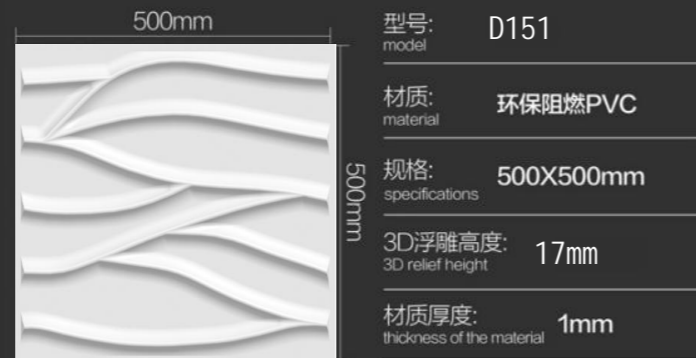 500mm
500mm
型号: D151
model
材质: 环保阻燃PVC
material
规格: 500X500mm
specifications
3D浮雕高度: 17mm
3D relief height
材质厚度: 1mm
thickness of the material